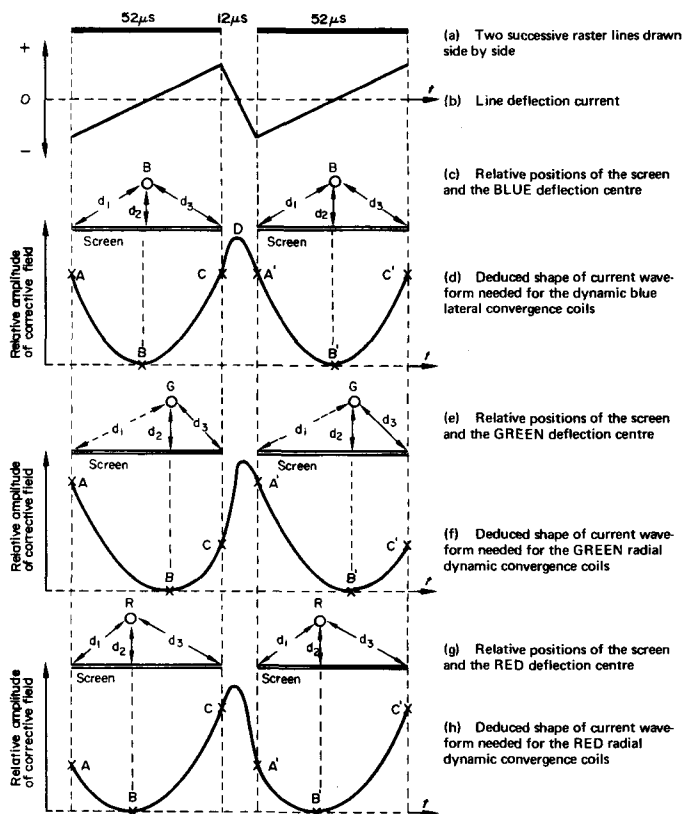 52µs 12µs 52µs
(a) Two successive raster lines drawn
side by side
+
0
−
t
(b) Line deflection current
B B
(c) Relative positions of the screen
and the BLUE deflection centre
d₁ d₂ d₃ d₁ d₂ d₃
Screen D Screen
Relative amplitude
of corrective field
A C A' C'
(d) Deduced shape of current wave-
form needed for the dynamic blue
lateral convergence coils
B B' t
G G
(e) Relative positions of the screen
and the GREEN deflection centre
d₁ d₂ d₃ d₁ d₂ d₃
Screen Screen
Relative amplitude
of corrective field
A A'
C C'
(f) Deduced shape of current wave-
form needed for the GREEN radial
dynamic convergence coils
B B' t
R R
(g) Relative positions of the screen
and the RED deflection centre
d₁ d₂ d₃ d₁ d₂ d₃
Screen Screen
Relative amplitude
of corrective field
C C'
A A'
(h) Deduced shape of current wave-
form needed for the RED radial
dynamic convergence coils
B B' t